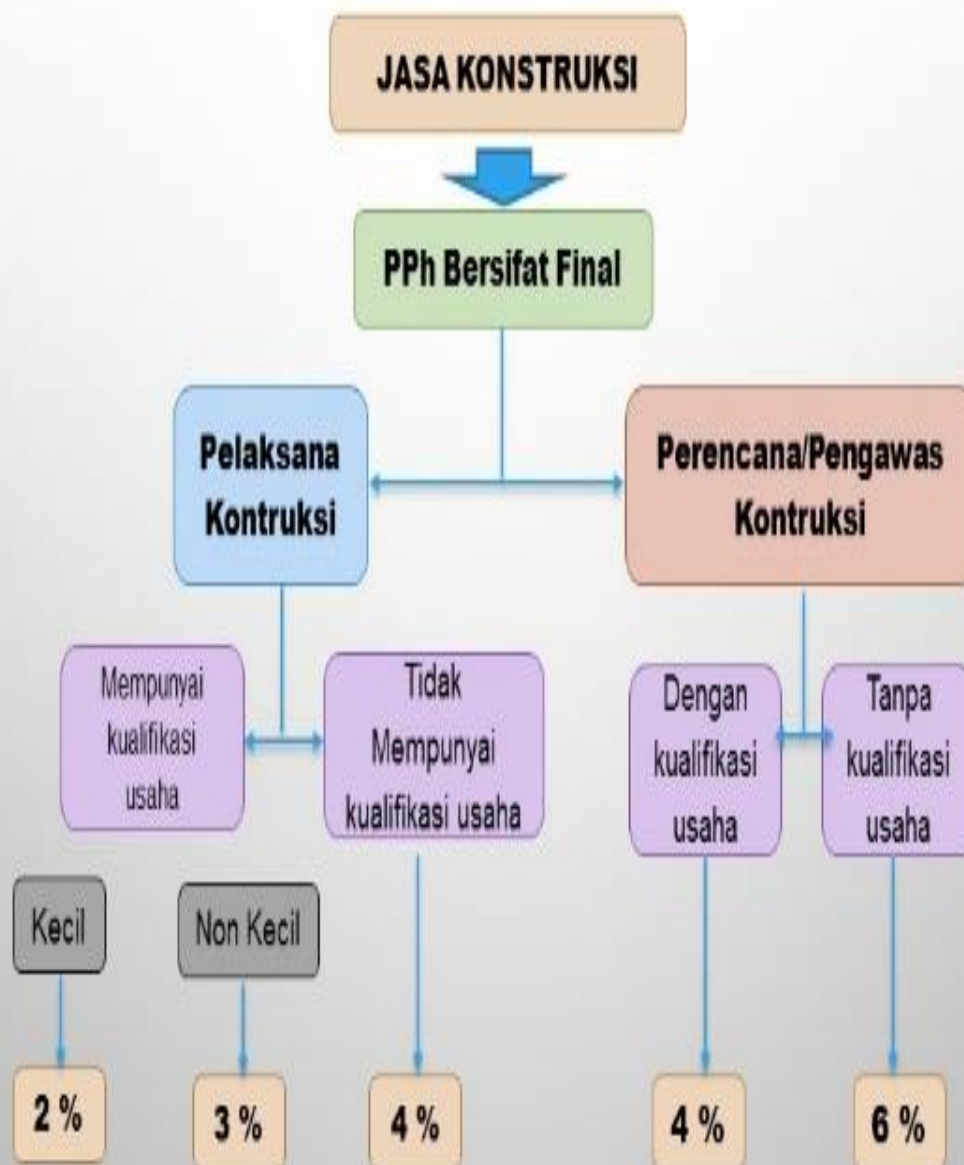 JASA KONSTRUKSI
PPh Bersifat Final
Pelaksana
Kontruksi
Perencana/Pengawas
Kontruksi
Mempunyai
kualifikasi
usaha
Tidak
Mempunyai
kualifikasi usaha
Dengan
kualifikasi
usaha
Tanpa
kualifikasi
usaha
Kecil
Non Kecil
2 %
3 %
4 %
4 %
6 %